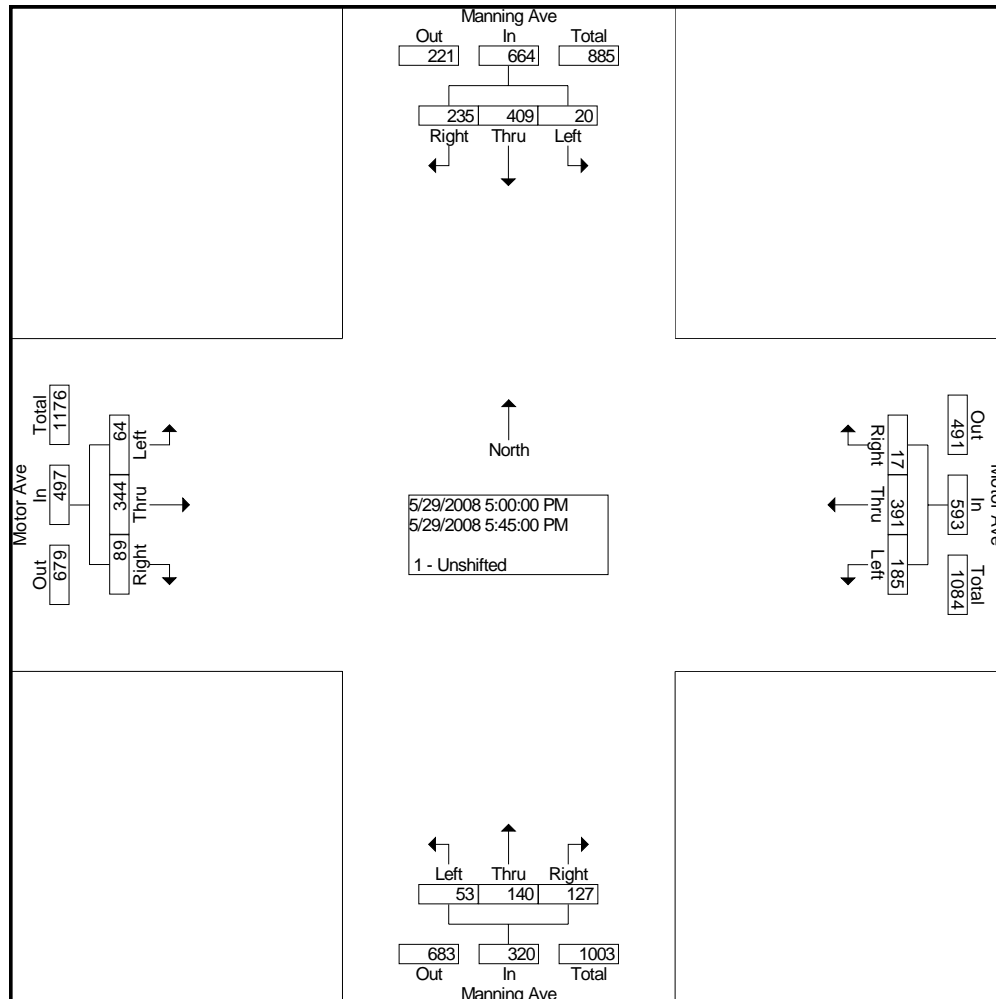 Manning Ave
Out In Total
221 664 885
235 409 20
Right Thru Left
Motor Ave
Total In Out
1176 497 679
64 344 89
Left Thru Right
North
5/29/2008 5:00:00 PM
5/29/2008 5:45:00 PM
1 - Unshifted
Right Thru Left
17 391 185
Out In Total
491 593 1084
Motor Ave
Left Thru Right
53 140 127
683 320 1003
Out In Total
Manning Ave